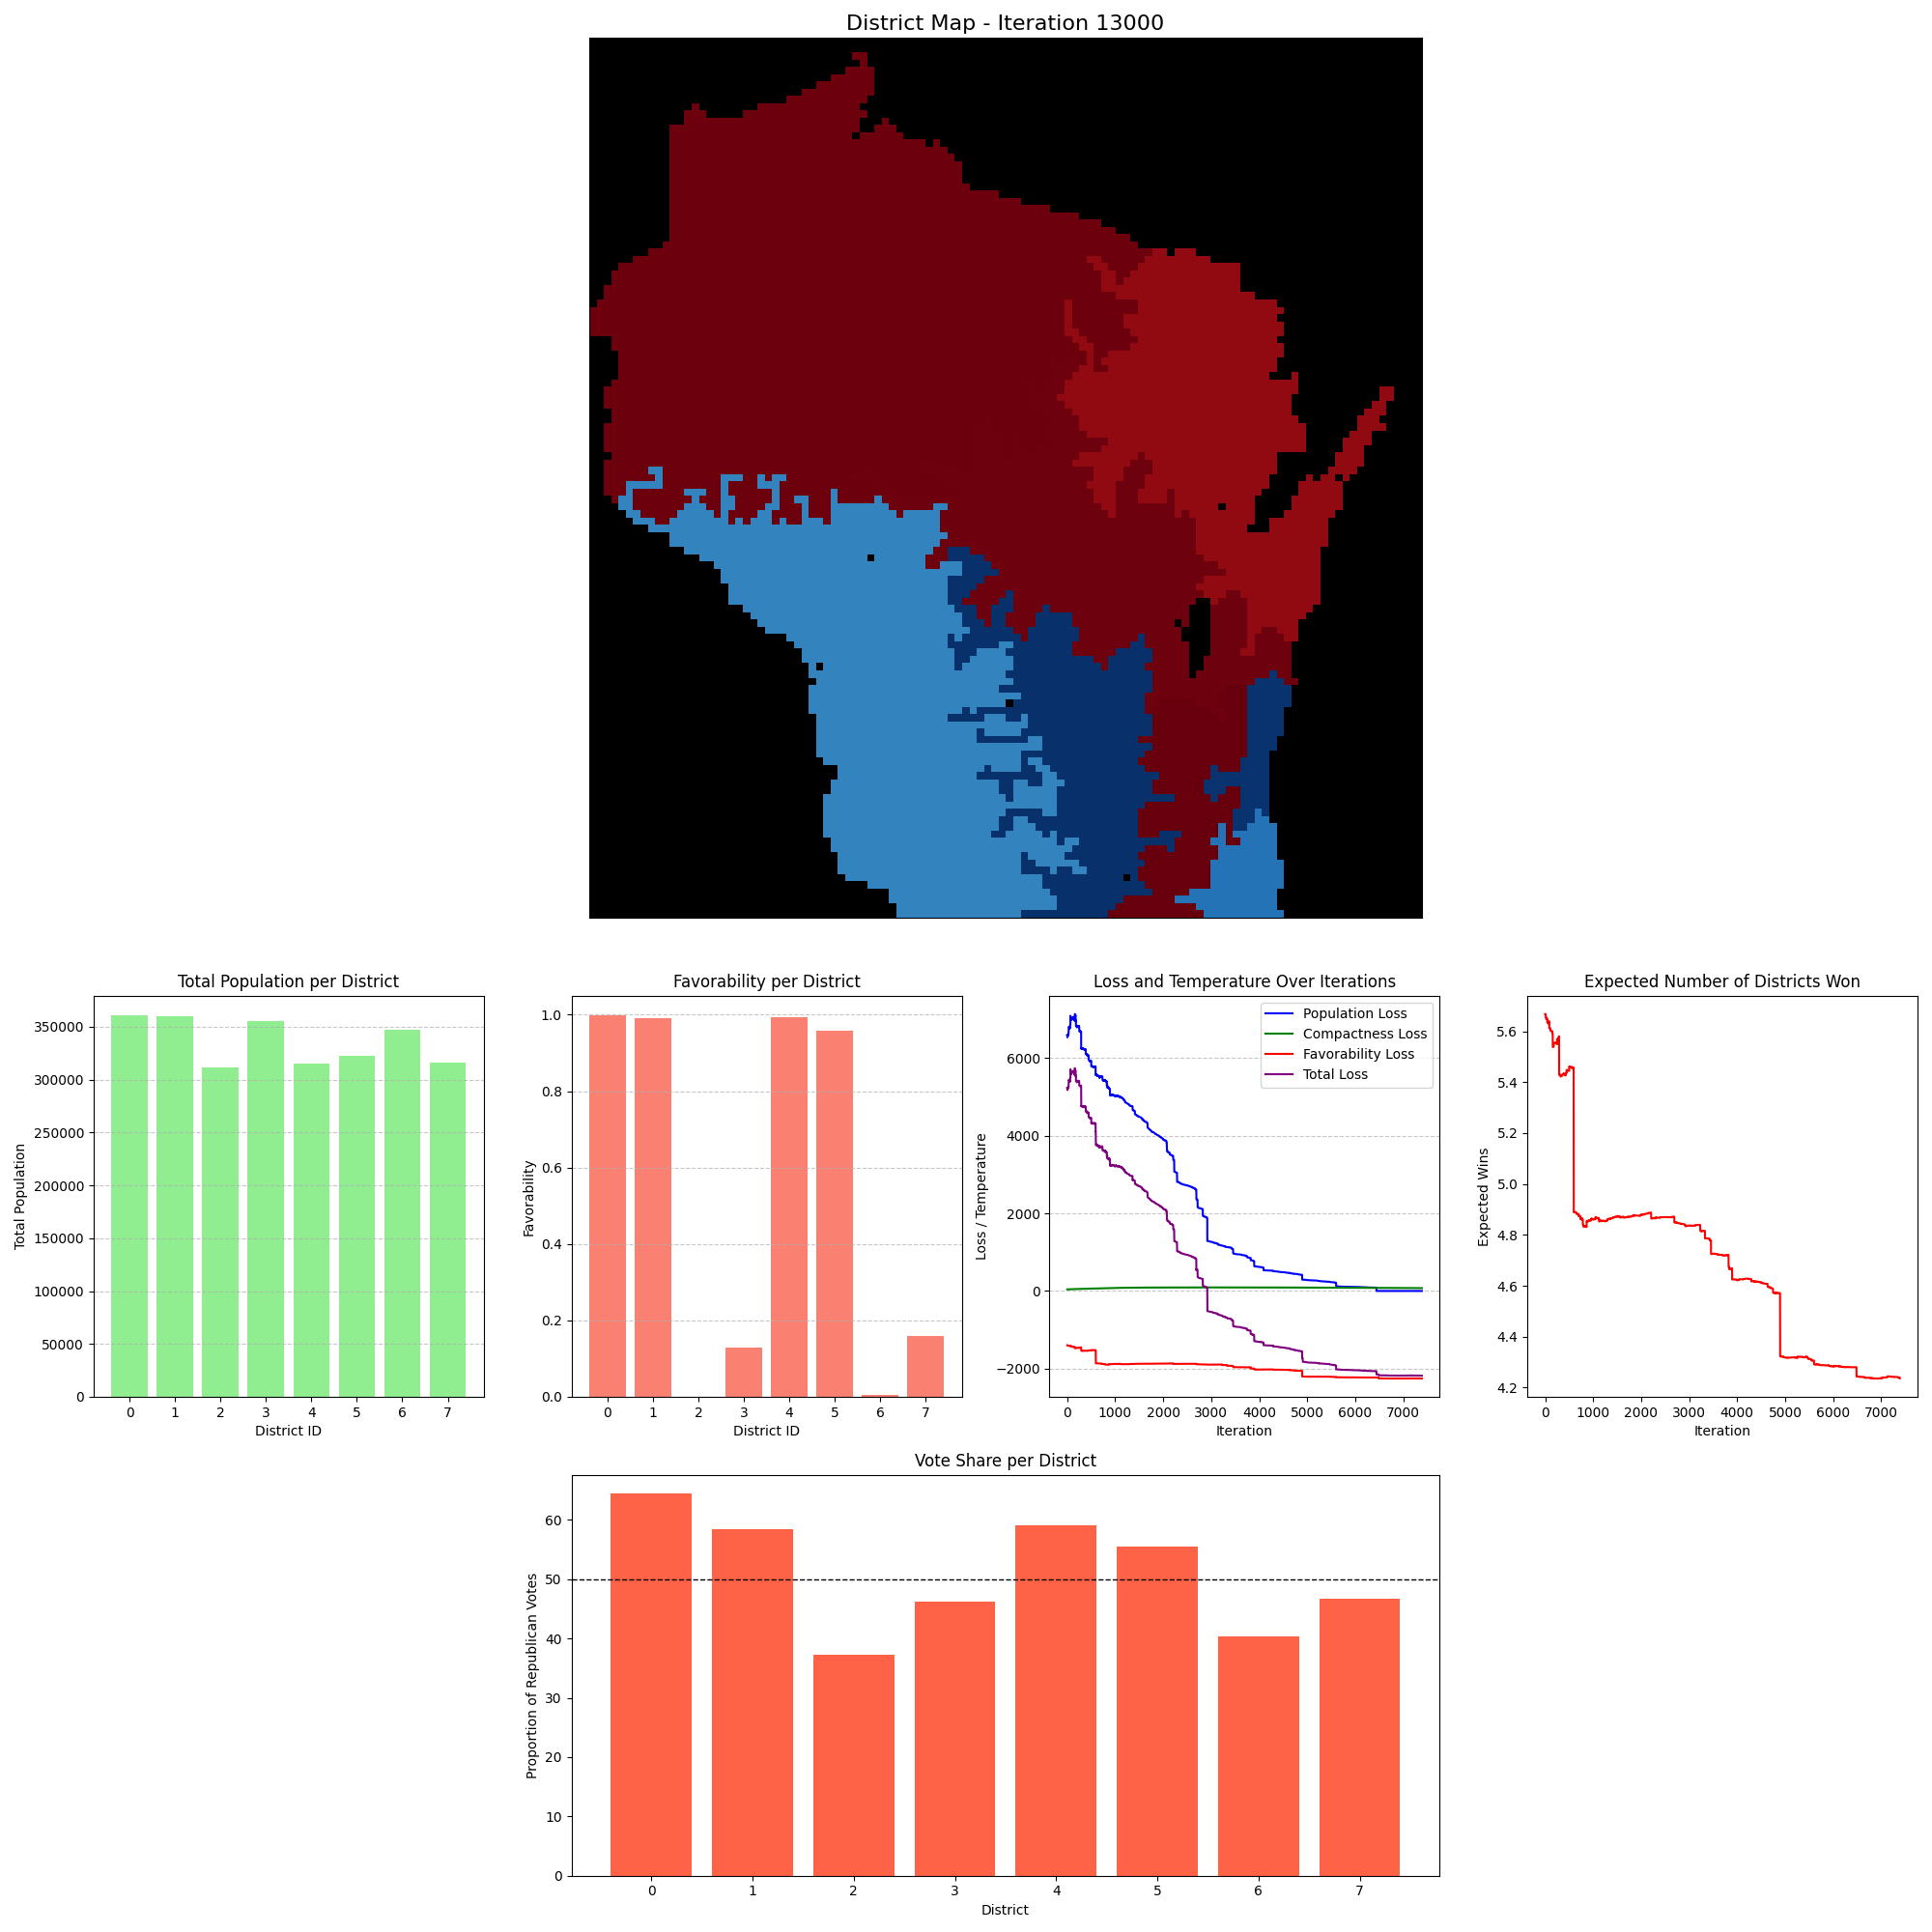 District Map - Iteration 13000
Total Population per District
Total Population
350000
300000
250000
200000
150000
100000
50000
0
0 1 2 3 4 5 6 7
District ID
Favorability per District
Favorability
1.0
0.8
0.6
0.4
0.2
0.0
0 1 2 3 4 5 6 7
District ID
Loss and Temperature Over Iterations
Loss / Temperature
6000
4000
2000
0
−2000
Population Loss
Compactness Loss
Favorability Loss
Total Loss
0 1000 2000 3000 4000 5000 6000 7000
Iteration
Expected Number of Districts Won
Expected Wins
5.6
5.4
5.2
5.0
4.8
4.6
4.4
4.2
0 1000 2000 3000 4000 5000 6000 7000
Iteration
Vote Share per District
Proportion of Republican Votes
60
50
40
30
20
10
0
0 1 2 3 4 5 6 7
District